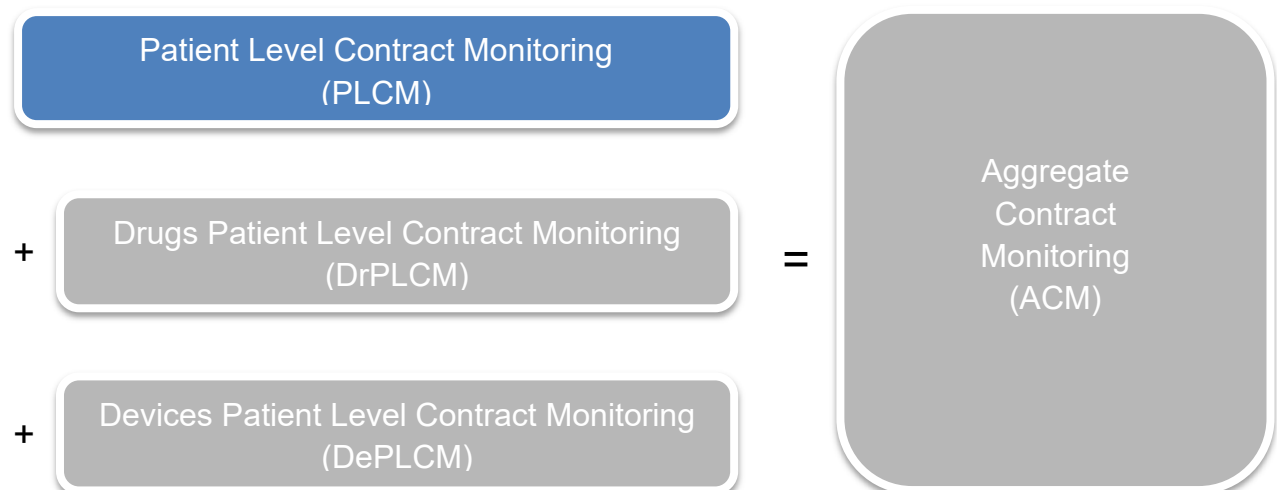 Patient Level Contract Monitoring
(PLCM)
+
Drugs Patient Level Contract Monitoring
(DrPLCM)
+
Devices Patient Level Contract Monitoring
(DePLCM)
=
Aggregate
Contract
Monitoring
(ACM)